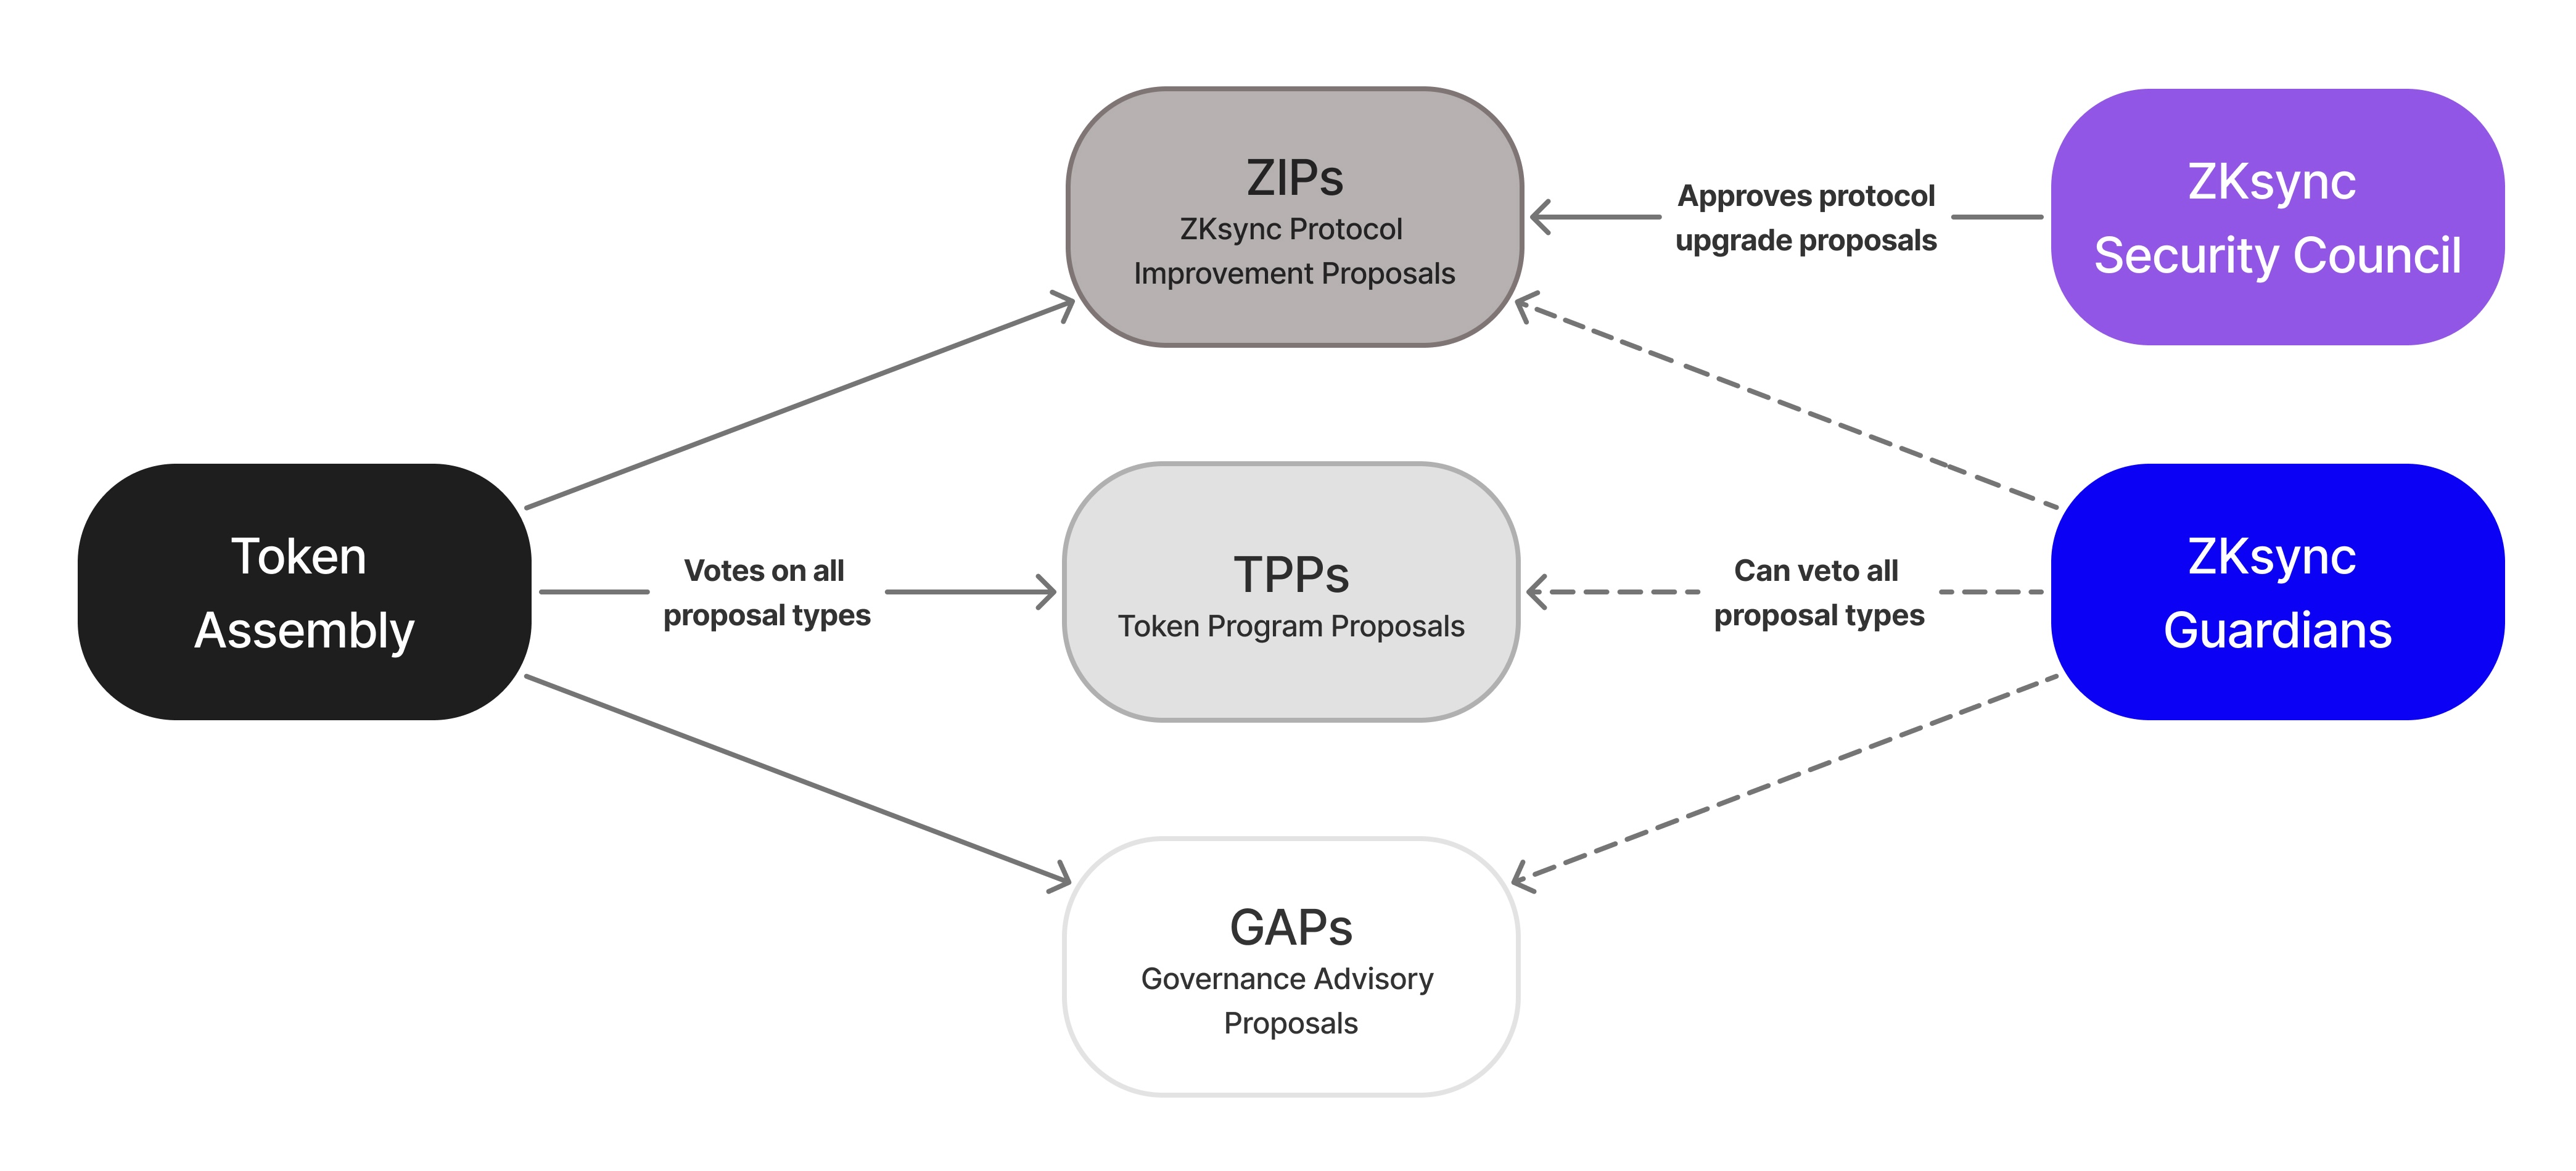 ZIPs
ZKsync Protocol
Improvement Proposals
Approves protocol
upgrade proposals
ZKsync
Security Council
Token
Assembly
Votes on all
proposal types
TPPs
Token Program Proposals
Can veto all
proposal types
ZKsync
Guardians
GAPs
Governance Advisory
Proposals